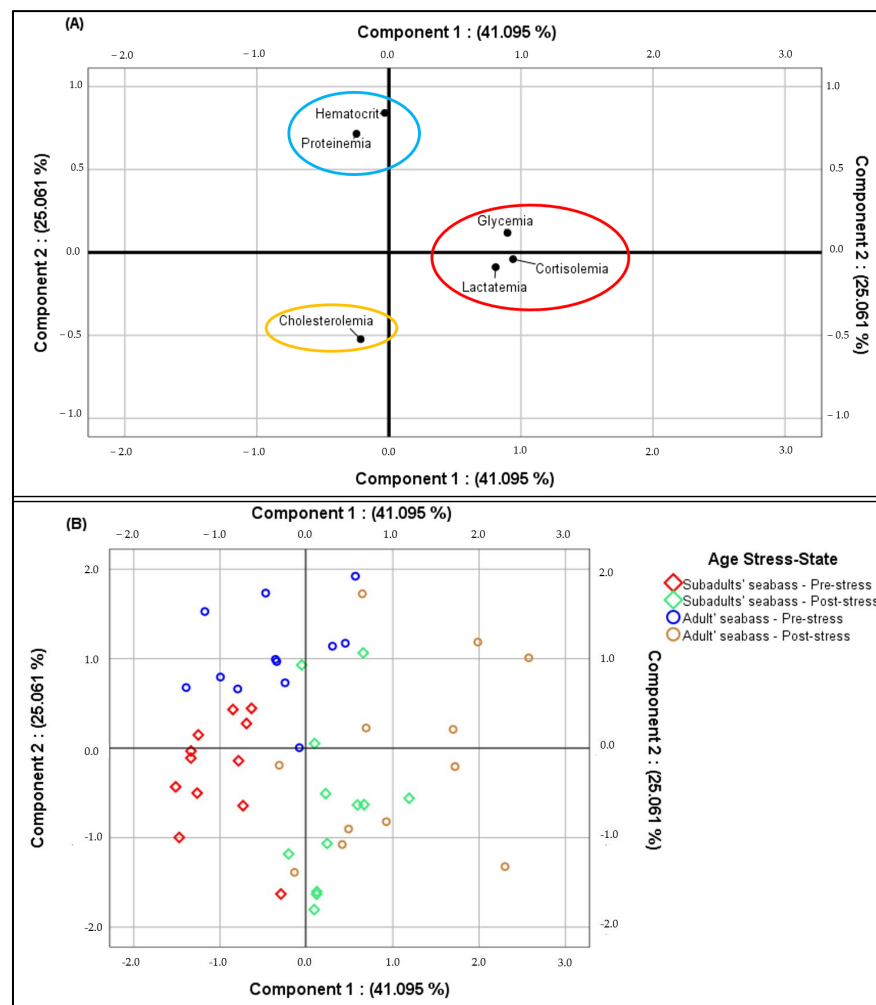 (A)
Component 1 : (41.095 %)
− 2.0 − 1.0 0.0 1.0 2.0 3.0
1.0 1.0
Hematocrit
Proteinemia
0.5 0.5
Glycemia
0.0 0.0
Cortisolemia
Lactatemia
Cholesterolemia
− 0.5 − 0.5
− 1.0 − 1.0
− 2.0 − 1.0 0.0 1.0 2.0 3.0
Component 1 : (41.095 %)
Component 2 : (25.061 %)
Component 2 : (25.061 %)
(B)
Component 1 : (41.095 %)
− 2.0 −1.0 0.0 1.0 2.0 3.0
2.0 2.0
1.0 1.0
0.0 0.0
-1.0 -1.0
-2.0 -2.0
-2.0 -1.0 0.0 1.0 2.0 3.0
Component 1 : (41.095 %)
Component 2 : (25.061 %)
Component 2 : (25.061 %)
Age Stress-State
Subadults' seabass - Pre-stress
Subadults' seabass - Post-stress
Adult' seabass - Pre-stress
Adult' seabass - Post-stress